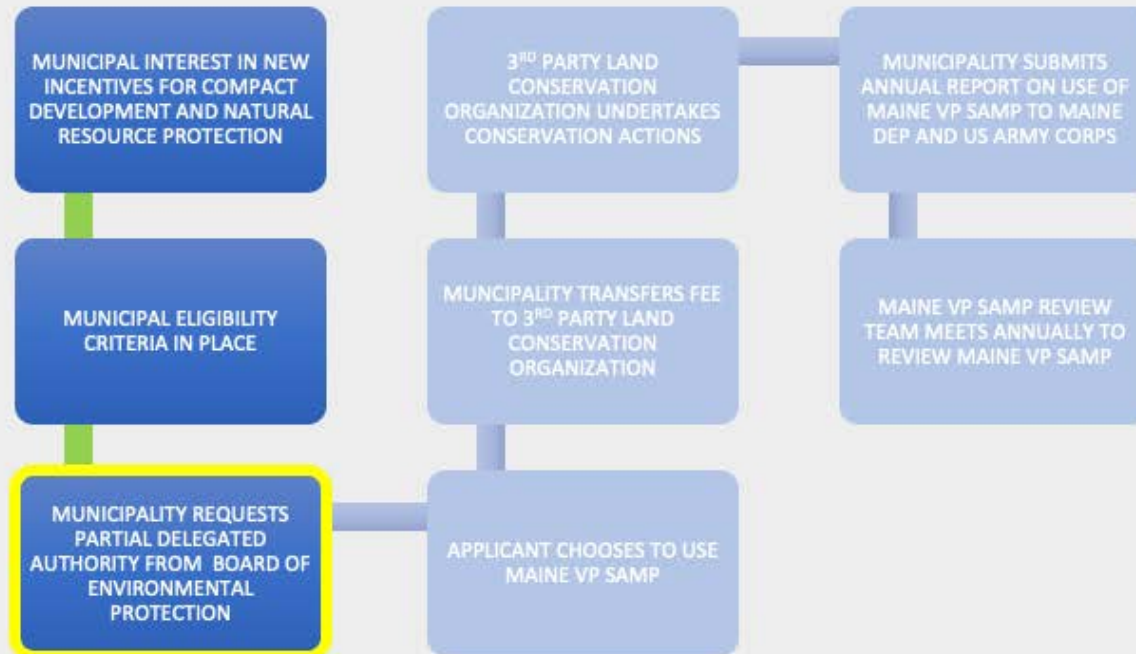 MUNICIPAL INTEREST IN NEW
INCENTIVES FOR COMPACT
DEVELOPMENT AND NATURAL
RESOURCE PROTECTION
MUNICIPAL ELIGIBILITY
CRITERIA IN PLACE
MUNICIPALITY REQUESTS
PARTIAL DELEGATED
AUTHORITY FROM BOARD OF
ENVIRONMENTAL
PROTECTION
APPLICANT CHOOSES TO USE
MAINE VP SAMP
MUNCIPALITY TRANSFERS FEE
TO 3RD PARTY LAND
CONSERVATION
ORGANIZATION
3RD PARTY LAND
CONSERVATION
ORGANIZATION UNDERTAKES
CONSERVATION ACTIONS
MUNICIPALITY SUBMITS
ANNUAL REPORT ON USE OF
MAINE VP SAMP TO MAINE
DEP AND US ARMY CORPS
MAINE VP SAMP REVIEW
TEAM MEETS ANNUALLY TO
REVIEW MAINE VP SAMP